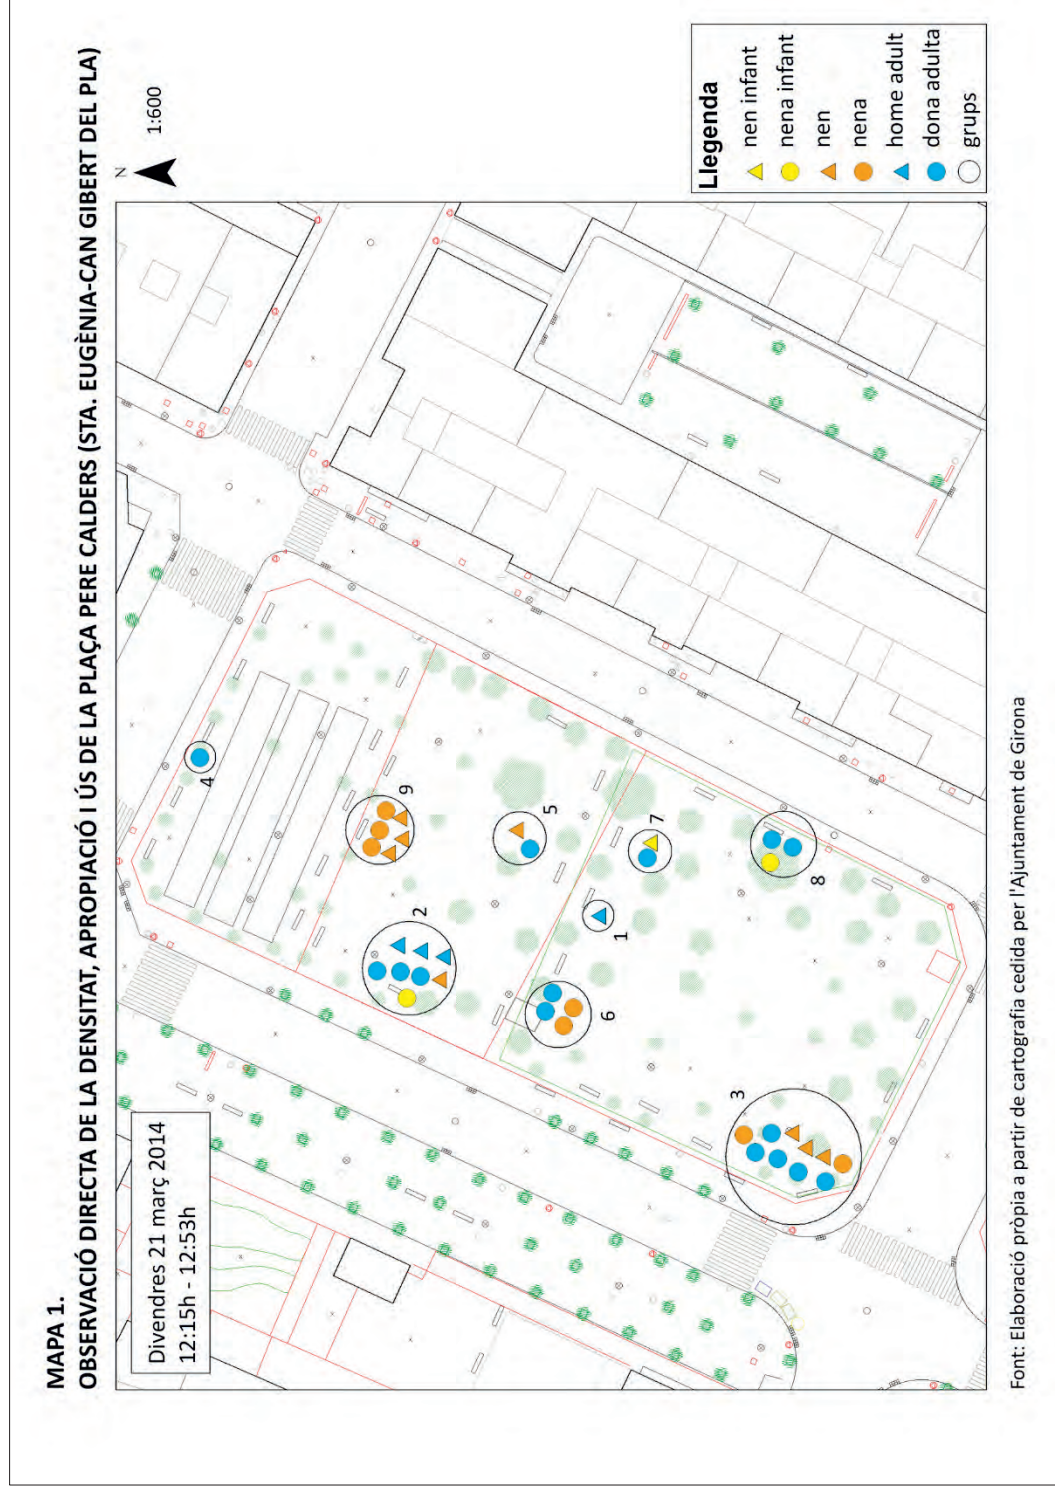 MAPA 1.
OBSERVACIÓ DIRECTA DE LA DENSITAT, APROPIACIÓ I ÚS DE LA PLAÇA PERE CALDERS (STA. EUGÈNIA-CAN GIBERT DEL PLA)
Divendres 21 març 2014
12:15h - 12:53h
N
1:600
4
9
2
5
7
1
6
8
3
Llegenda
nen infant
nena infant
nen
nena
home adult
dona adulta
grups
Font: Elaboració pròpia a partir de cartografia cedida per l'Ajuntament de Girona